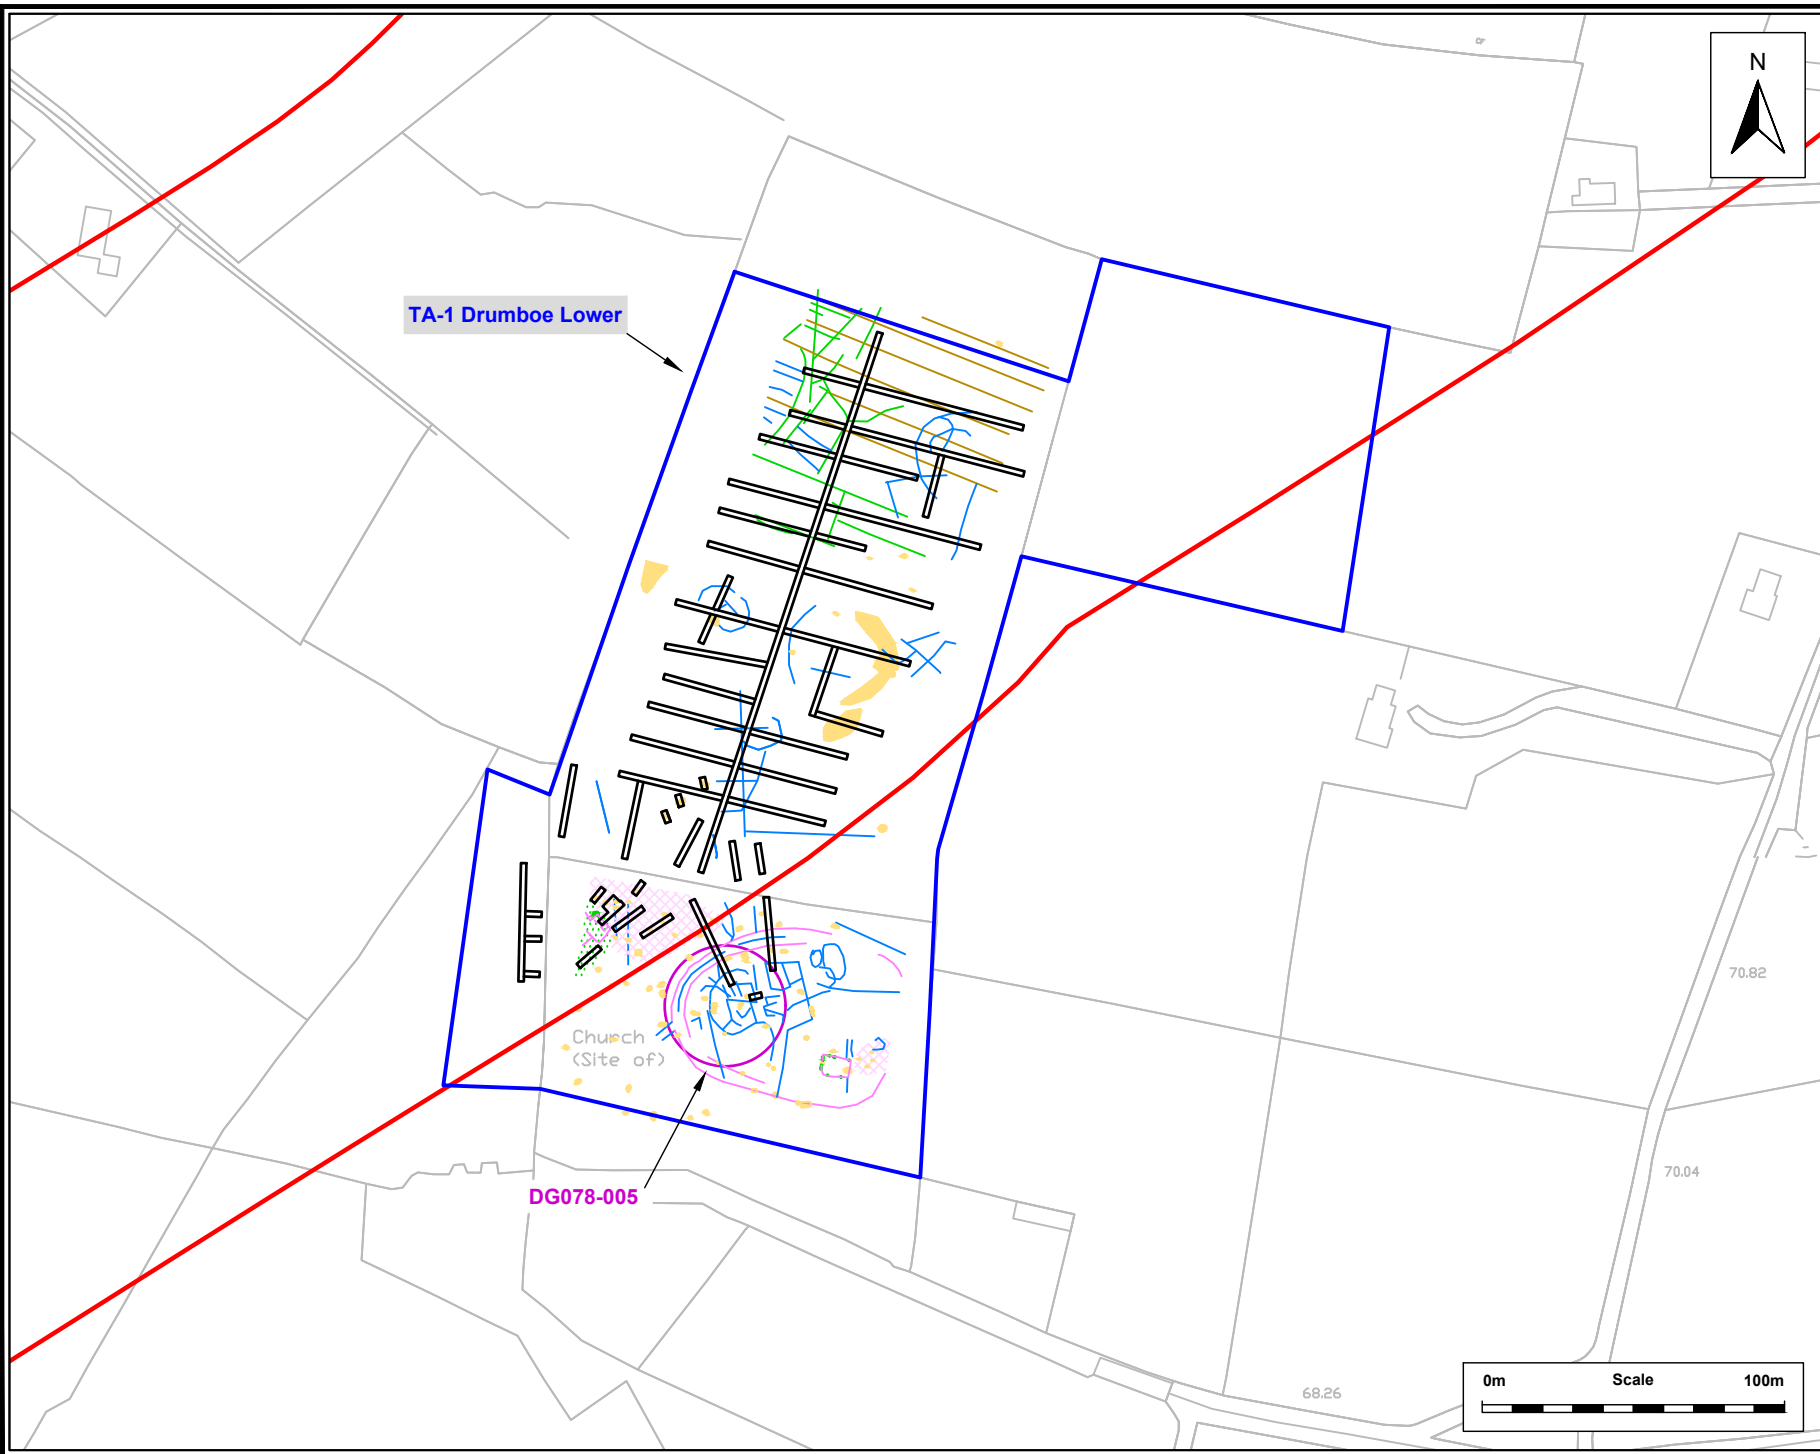 N
TA-1 Drumboe Lower
70.82
Church
(Site of)
70.04
DG078-005
0m Scale 100m
68.26